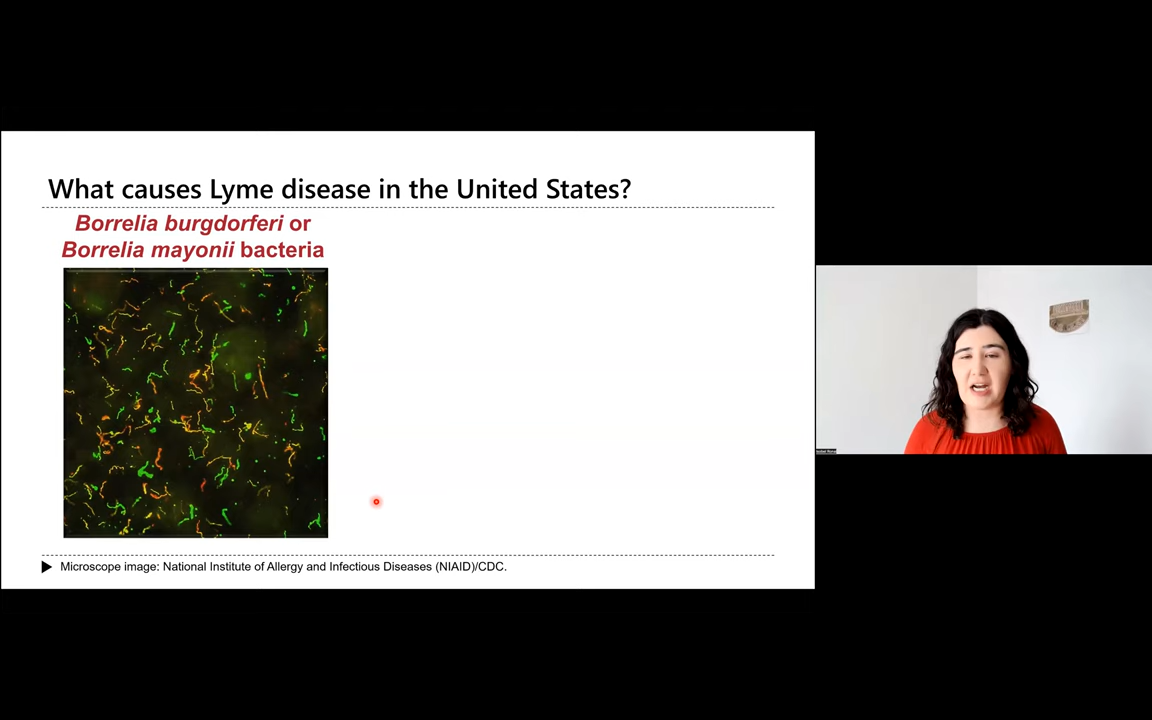 What causes Lyme disease in the United States?
Borrelia burgdorferi or
Borrelia mayonii bacteria
Microscope image: National Institute of Allergy and Infectious Diseases (NIAID)/CDC.